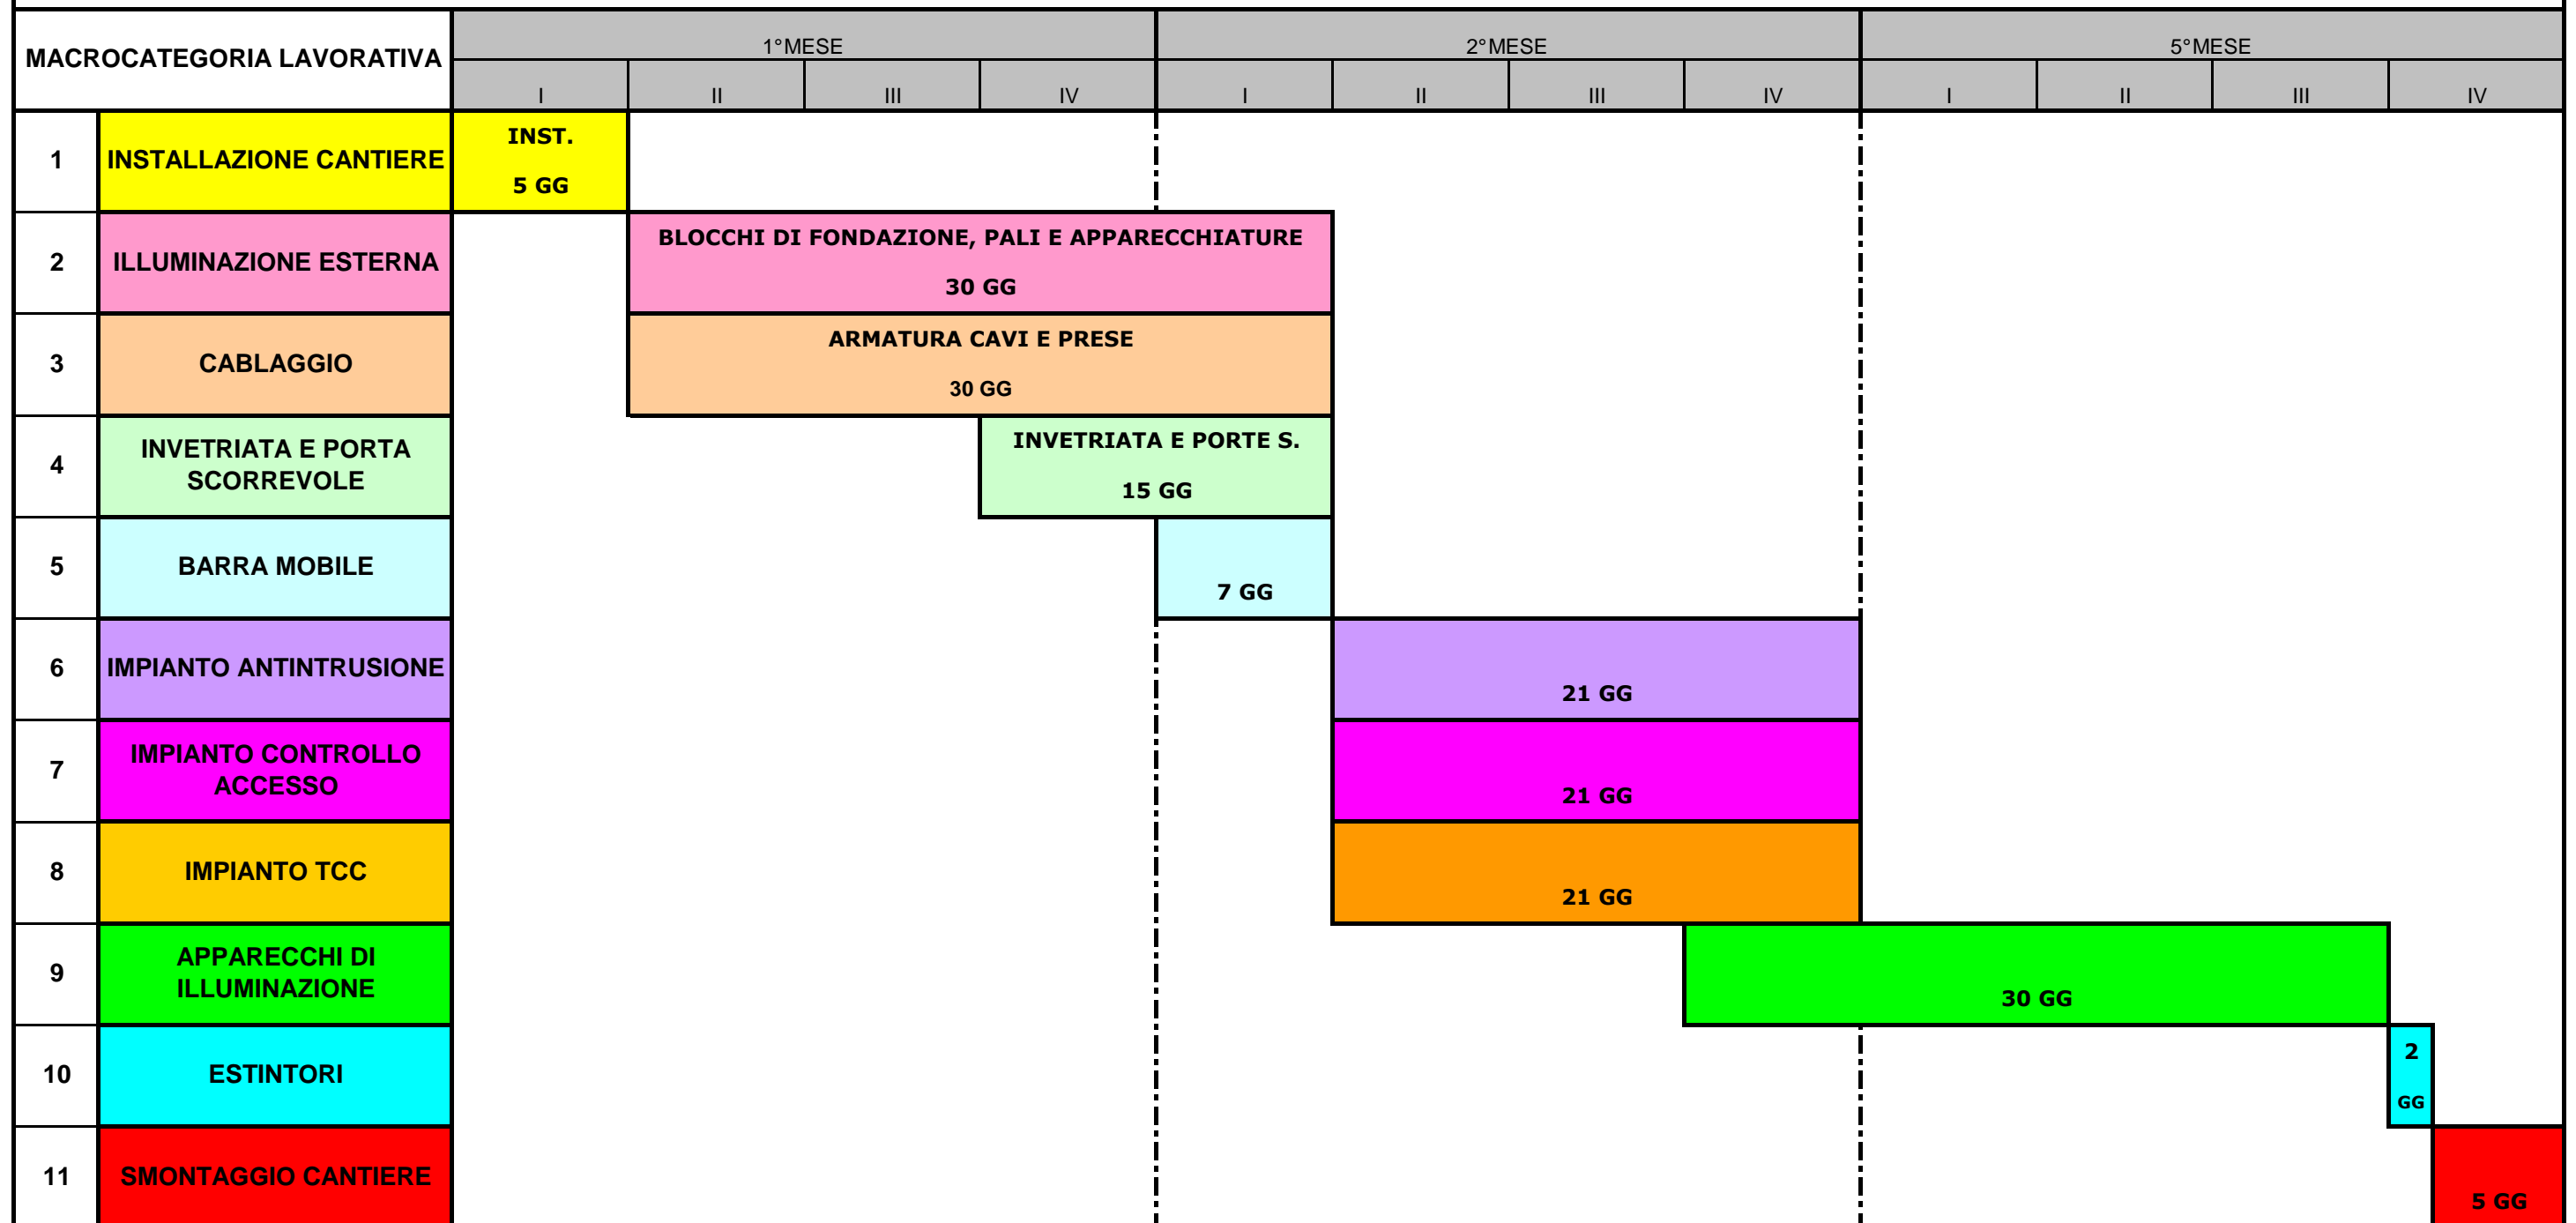 MACROCATEGORIA LAVORATIVA
1°MESE 2°MESE 5°MESE
I II III IV I II III IV I II III IV
1 INSTALLAZIONE CANTIERE
INST.
5 GG
2 ILLUMINAZIONE ESTERNA
BLOCCHI DI FONDAZIONE, PALI E APPARECCHIATURE
30 GG
3 CABLAGGIO
ARMATURA CAVI E PRESE
30 GG
4 INVETRIATA E PORTA
SCORREVOLE
INVETRIATA E PORTE S.
15 GG
5 BARRA MOBILE
7 GG
6 IMPIANTO ANTINTRUSIONE
21 GG
7 IMPIANTO CONTROLLO
ACCESSO
21 GG
8 IMPIANTO TCC
21 GG
9 APPARECCHI DI
ILLUMINAZIONE
30 GG
10 ESTINTORI
2
GG
11 SMONTAGGIO CANTIERE
5 GG